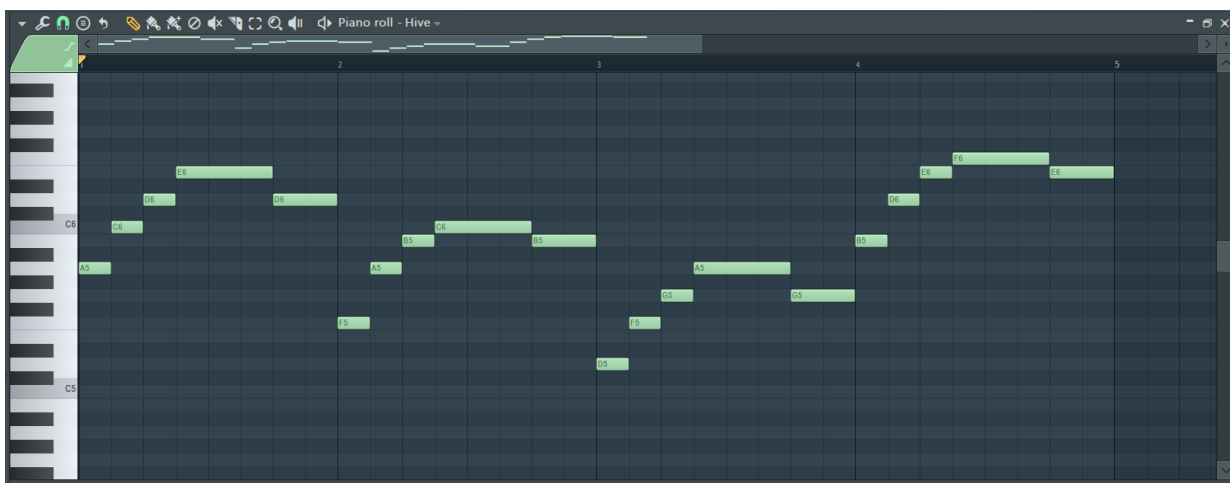 Piano roll - Hive
1 2 3 4 5
F6
E6 E6 E6
D6 D6 D6
C6 C6 C6
B5 B5 B5
A5 A5 A5
G5 G5
F5 F5
D5
C5